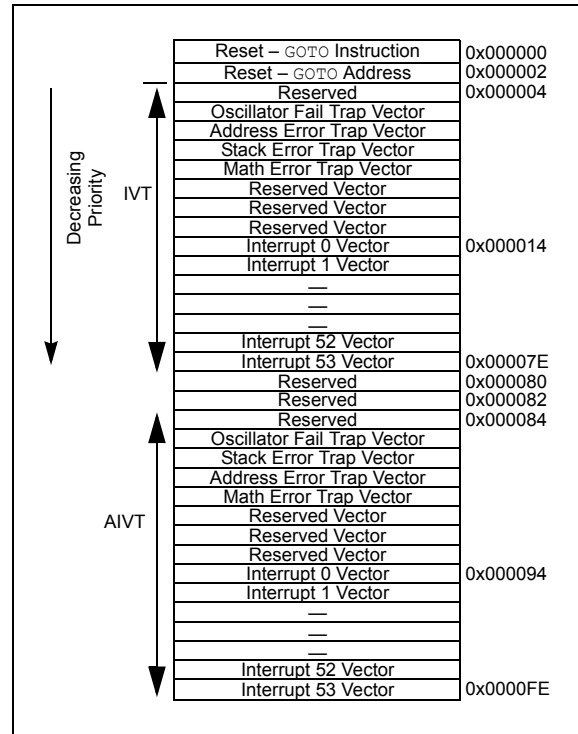 Reset – GOTO Instruction 0x000000
Reset – GOTO Address 0x000002
Reserved 0x000004
Oscillator Fail Trap Vector
Address Error Trap Vector
Stack Error Trap Vector
Math Error Trap Vector
Reserved Vector
Reserved Vector
Reserved Vector
Interrupt 0 Vector 0x000014
Interrupt 1 Vector
—
—
—
Interrupt 52 Vector
Interrupt 53 Vector 0x00007E
Reserved 0x000080
Reserved 0x000082
Reserved 0x000084
Oscillator Fail Trap Vector
Stack Error Trap Vector
Address Error Trap Vector
Math Error Trap Vector
Reserved Vector
Reserved Vector
Reserved Vector
Interrupt 0 Vector 0x000094
Interrupt 1 Vector
—
—
—
Interrupt 52 Vector
Interrupt 53 Vector 0x0000FE
Decreasing
Priority
IVT
AIVT